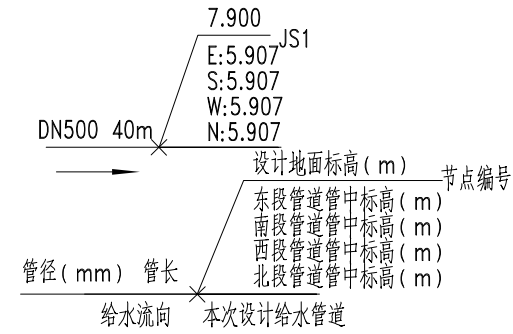 7.900
JS1
E:5.907
S:5.907
W:5.907
N:5.907
DN500 40m
设计地面标高(m)
节点编号
东段管道管中标高(m)
南段管道管中标高(m)
西段管道管中标高(m)
北段管道管中标高(m)
管径(mm) 管长
给水流向 本次设计给水管道